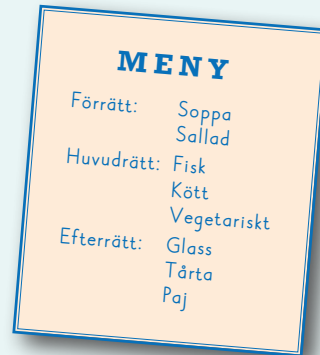 MENY
Förrätt: Soppa
Sallad
Huvudrätt: Fisk
Kött
Vegetariskt
Efterrätt: Glass
Tårta
Paj